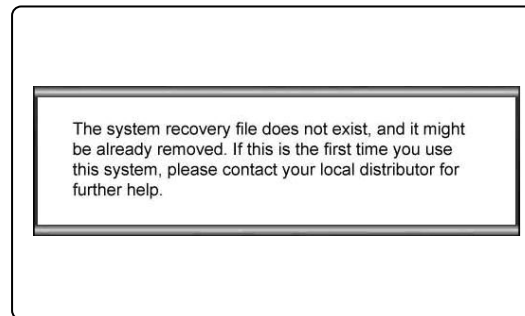 The system recovery file does not exist, and it might
be already removed. If this is the first time you use
this system, please contact your local distributor for
further help.